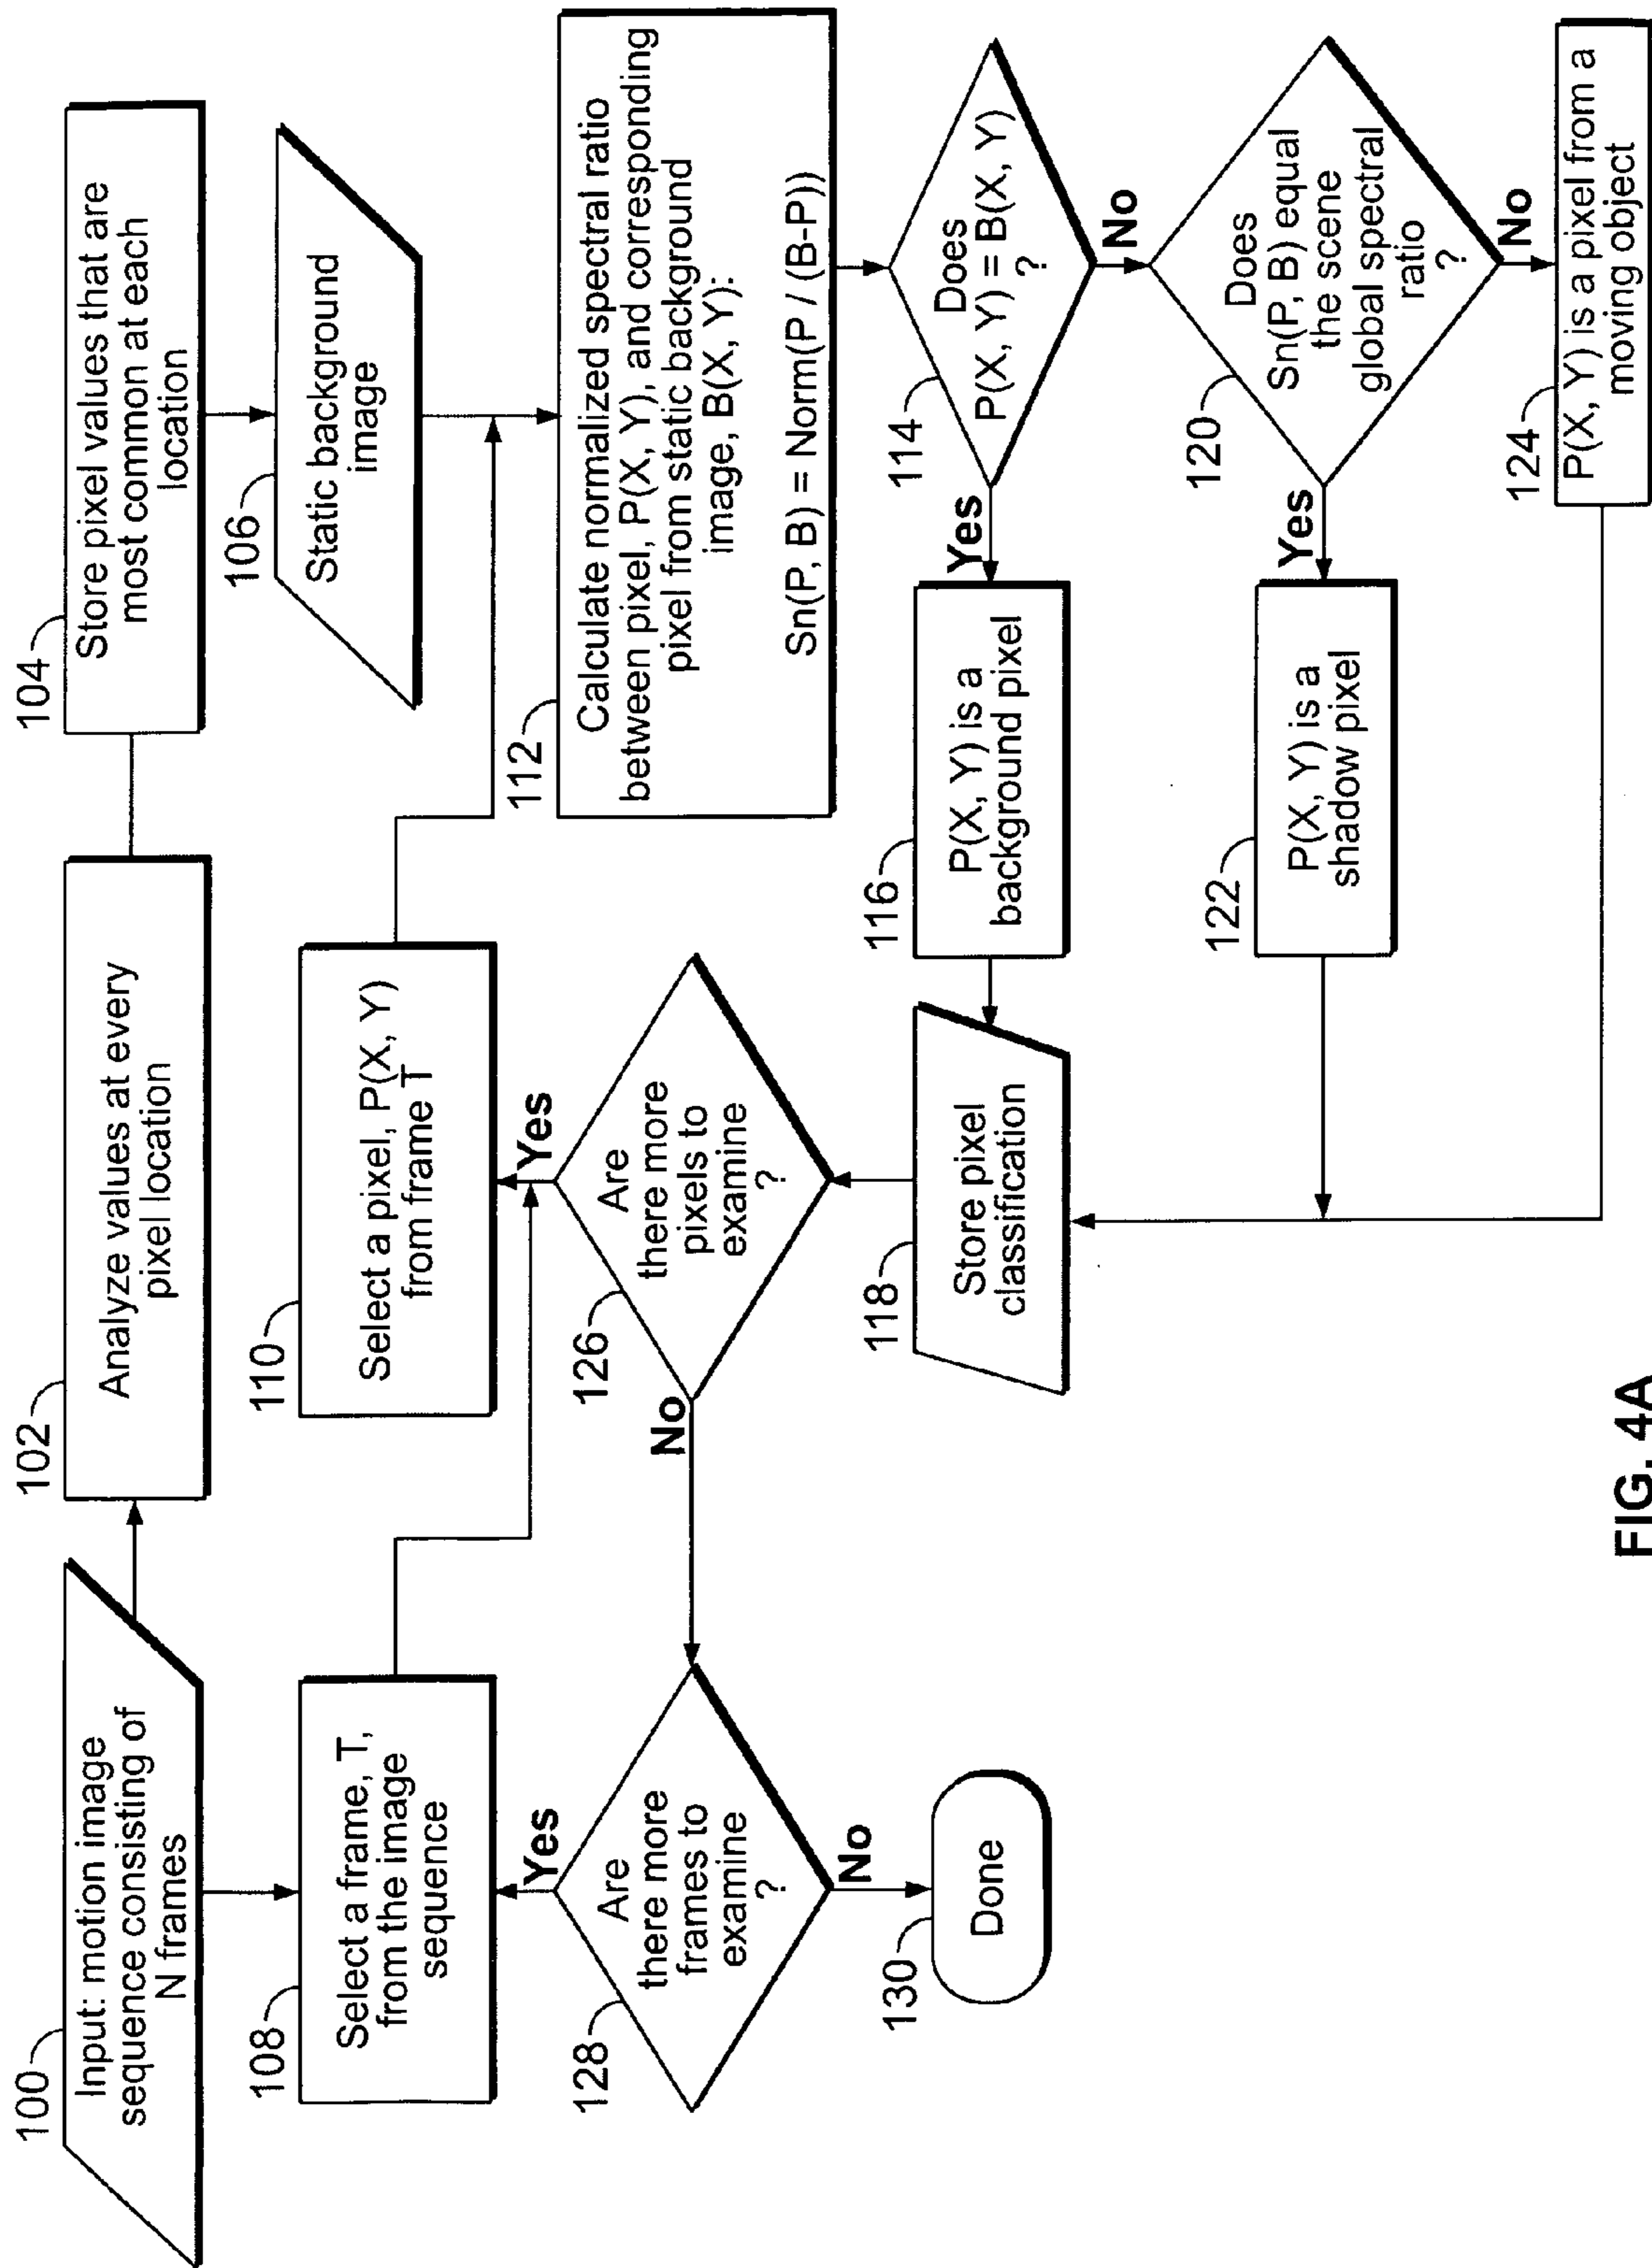 100
Input: motion image
sequence consisting of
N frames
102
Analyze values at every
pixel location
104
Store pixel values that are
most common at each
location
106
Static background
image
108
Select a frame, T,
from the image
sequence
110
Select a pixel, P(X, Y)
from frame T
112
Calculate normalized spectral ratio
between pixel, P(X, Y), and corresponding
pixel from static background
image, B(X, Y):
Sn(P, B) = Norm(P / (B-P))
128
Are
there more
frames to
examine
?
Yes
No
126
Are
there more
pixels to
examine
?
Yes
No
114
Does
P(X, Y) = B(X, Y)
?
Yes
No
116
P(X, Y) is a
background pixel
118
Store pixel
classification
130
Done
120
Does
Sn(P, B) equal
the scene
global spectral
ratio
?
Yes
No
122
P(X, Y) is a
shadow pixel
124
P(X, Y) is a pixel from a
moving object
FIG. 4A